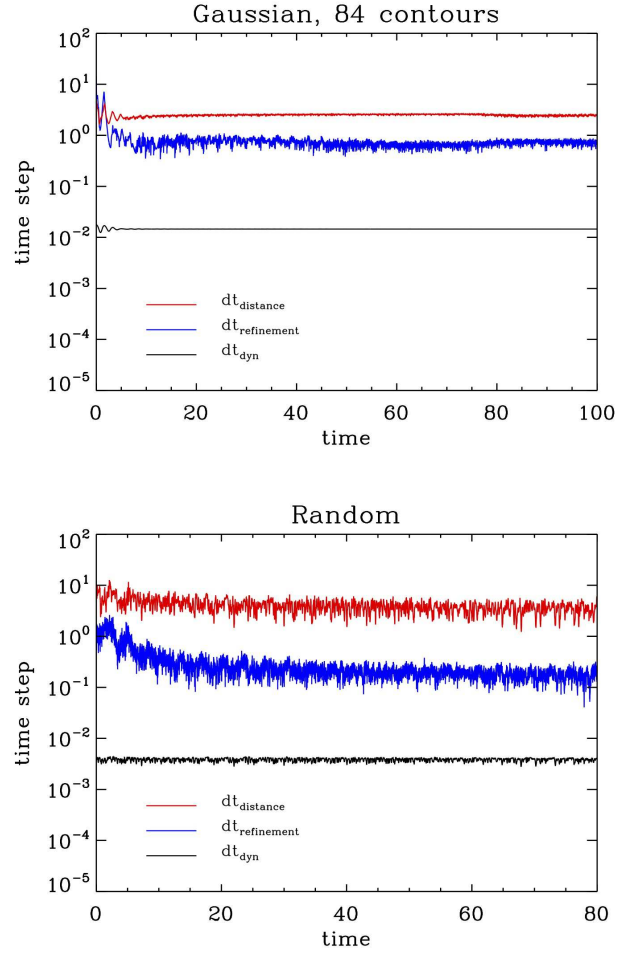 Gaussian, 84 contours
10^2
10^1
10^0
10^-1
10^-2
10^-3
10^-4
10^-5
time step
dt_distance
dt_refinement
dt_dyn
0 20 40 60 80 100
time
Random
10^2
10^1
10^0
10^-1
10^-2
10^-3
10^-4
10^-5
time step
dt_distance
dt_refinement
dt_dyn
0 20 40 60 80
time